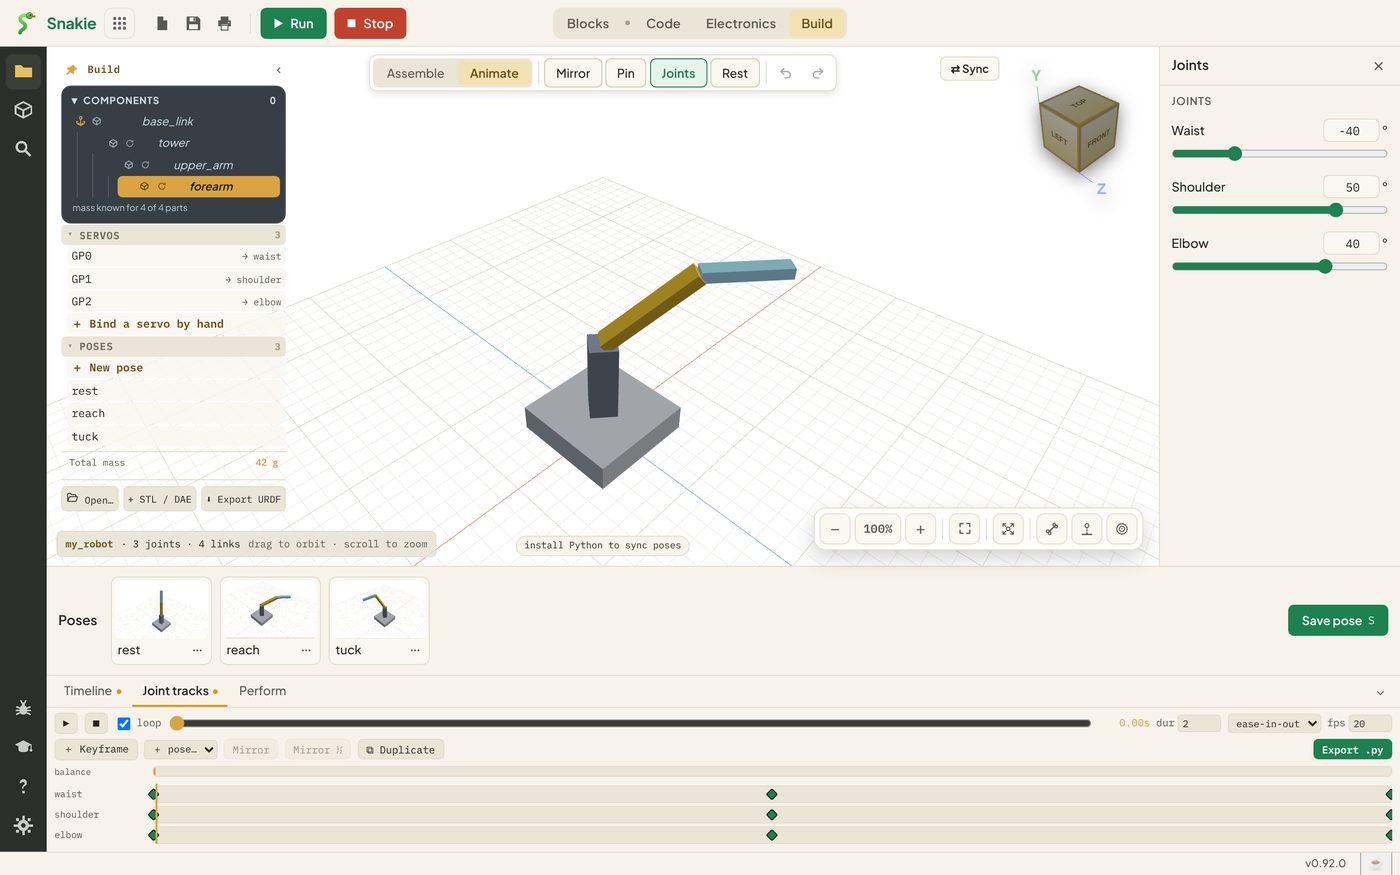 Snakie
Run
Stop
Blocks
Code
Electronics
Build
Build
COMPONENTS 0
base_link
tower
upper_arm
forearm
mass known for 4 of 4 parts
SERVOS 3
GP0 → waist
GP1 → shoulder
GP2 → elbow
+ Bind a servo by hand
POSES 3
+ New pose
rest
reach
tuck
Total mass 42 g
Open…
+ STL / DAE
Export URDF
my_robot · 3 joints · 4 links drag to orbit · scroll to zoom
Assemble
Animate
Mirror
Pin
Joints
Rest
Sync
Y
TOP
LEFT
FRONT
Z
install Python to sync poses
− 100% +
Joints
JOINTS
Waist -40 °
Shoulder 50 °
Elbow 40 °
Poses
rest ...
reach ...
tuck ...
Save pose S
Timeline
Joint tracks
Perform
loop
0.00s dur 2 ease-in-out fps 20
+ Keyframe
+ pose…
Mirror
Mirror ½
Duplicate
Export .py
balance
waist
shoulder
elbow
v0.92.0